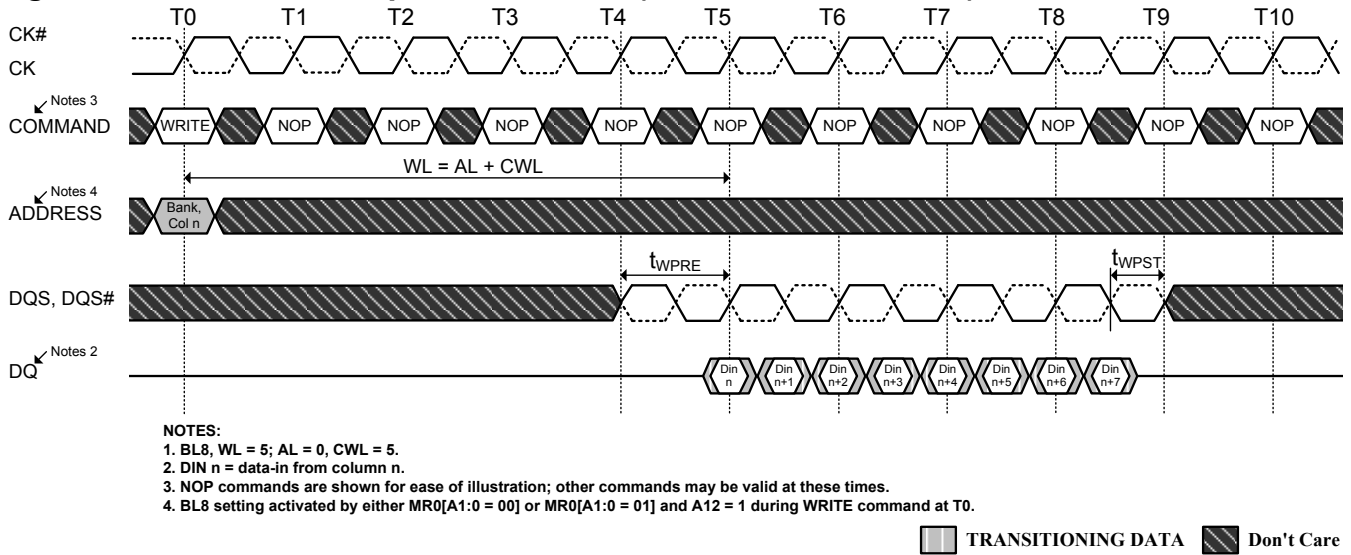 T0 T1 T2 T3 T4 T5 T6 T7 T8 T9 T10
CK#
CK
Notes 3
COMMAND
WRITE NOP NOP NOP NOP NOP NOP NOP NOP NOP NOP
WL = AL + CWL
Notes 4
ADDRESS
Bank,
Col n
tWPRE tWPST
DQS, DQS#
Notes 2
DQ
Din Din Din Din Din Din Din Din
n n+1 n+2 n+3 n+4 n+5 n+6 n+7
NOTES:
1. BL8, WL = 5; AL = 0, CWL = 5.
2. DIN n = data-in from column n.
3. NOP commands are shown for ease of illustration; other commands may be valid at these times.
4. BL8 setting activated by either MR0[A1:0 = 00] or MR0[A1:0 = 01] and A12 = 1 during WRITE command at T0.
TRANSITIONING DATA Don't Care